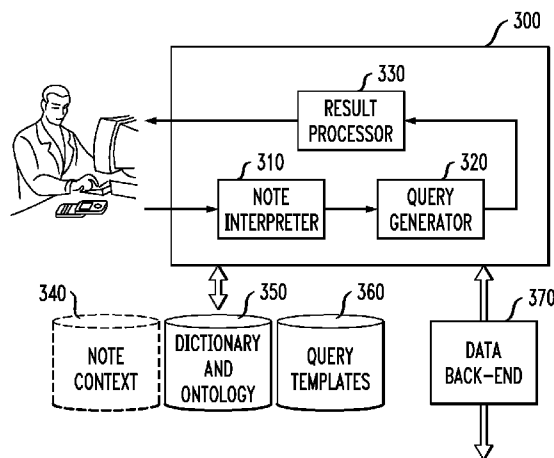 300
330
RESULT
PROCESSOR
310
NOTE
INTERPRETER
320
QUERY
GENERATOR
340
NOTE
CONTEXT
350
DICTIONARY
AND
ONTOLOGY
360
QUERY
TEMPLATES
370
DATA
BACK-END